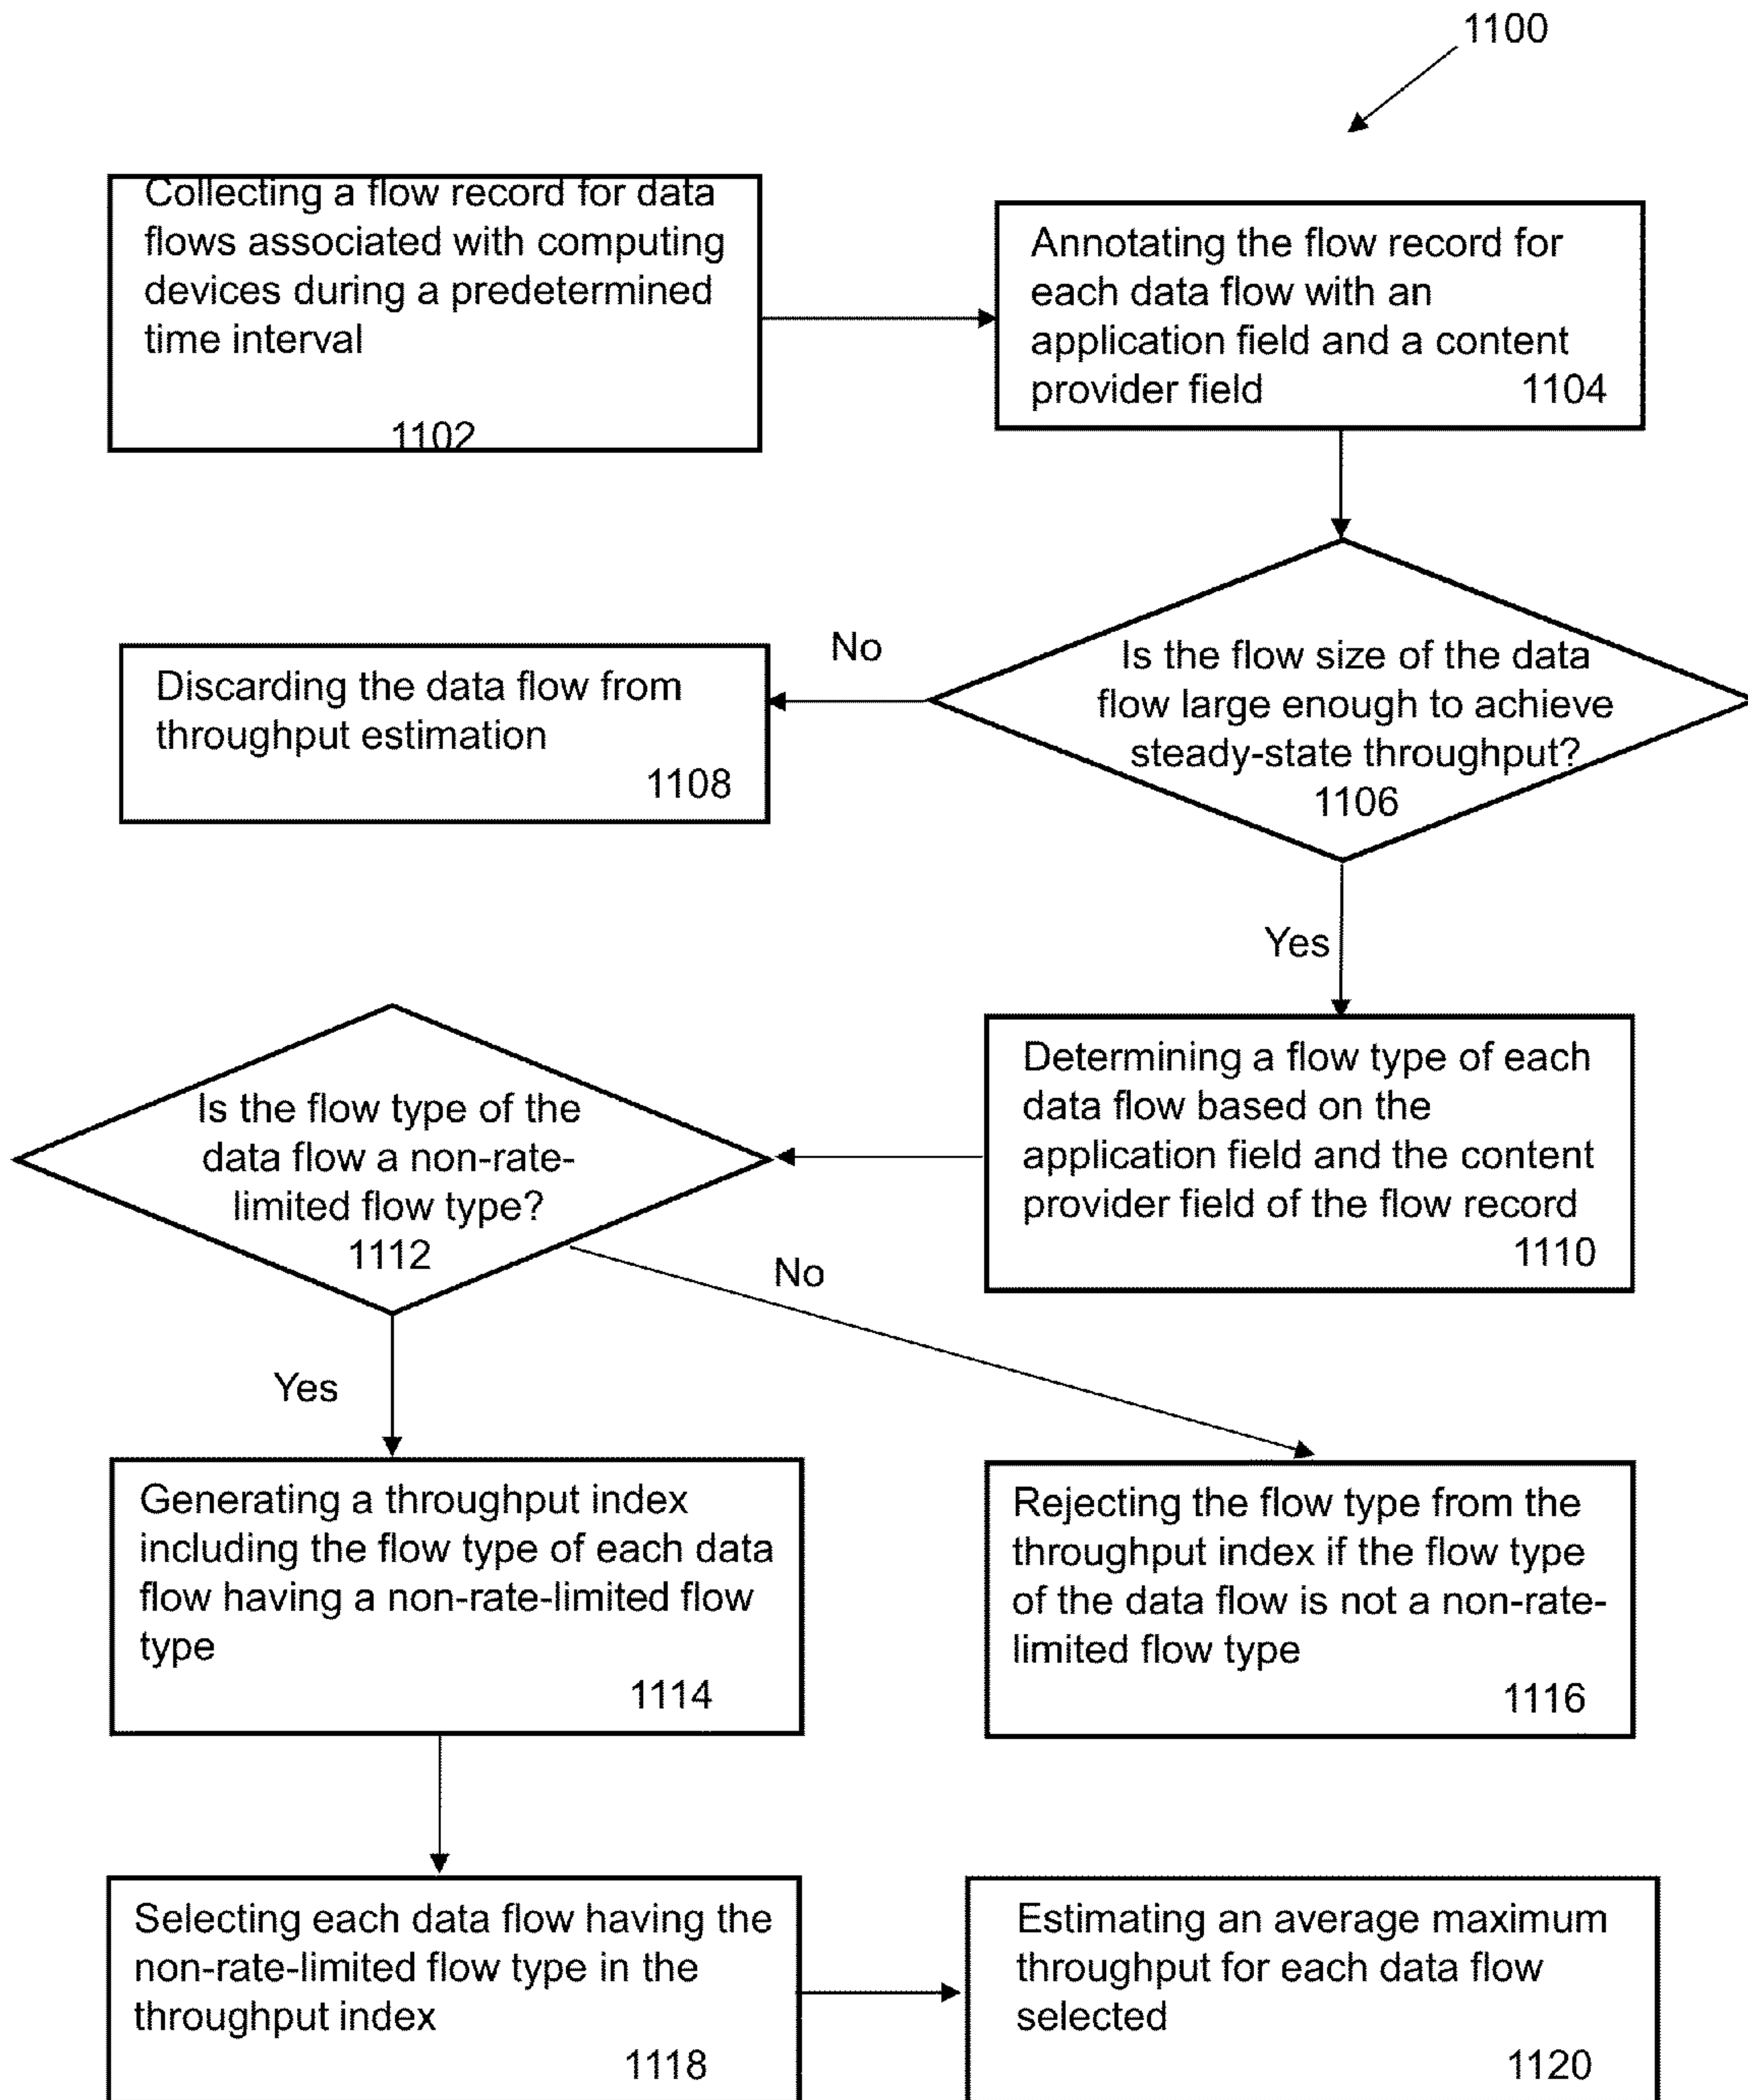 1100
Collecting a flow record for data
flows associated with computing
devices during a predetermined
time interval
1102
Annotating the flow record for
each data flow with an
application field and a content
provider field 1104
Is the flow size of the data
flow large enough to achieve
steady-state throughput?
1106
No
Discarding the data flow from
throughput estimation
1108
Yes
Determining a flow type of each
data flow based on the
application field and the content
provider field of the flow record
1110
Is the flow type of the
data flow a non-rate-
limited flow type?
1112
No
Yes
Generating a throughput index
including the flow type of each data
flow having a non-rate-limited flow
type
1114
Rejecting the flow type from the
throughput index if the flow type
of the data flow is not a non-rate-
limited flow type
1116
Selecting each data flow having the
non-rate-limited flow type in the
throughput index
1118
Estimating an average maximum
throughput for each data flow
selected
1120